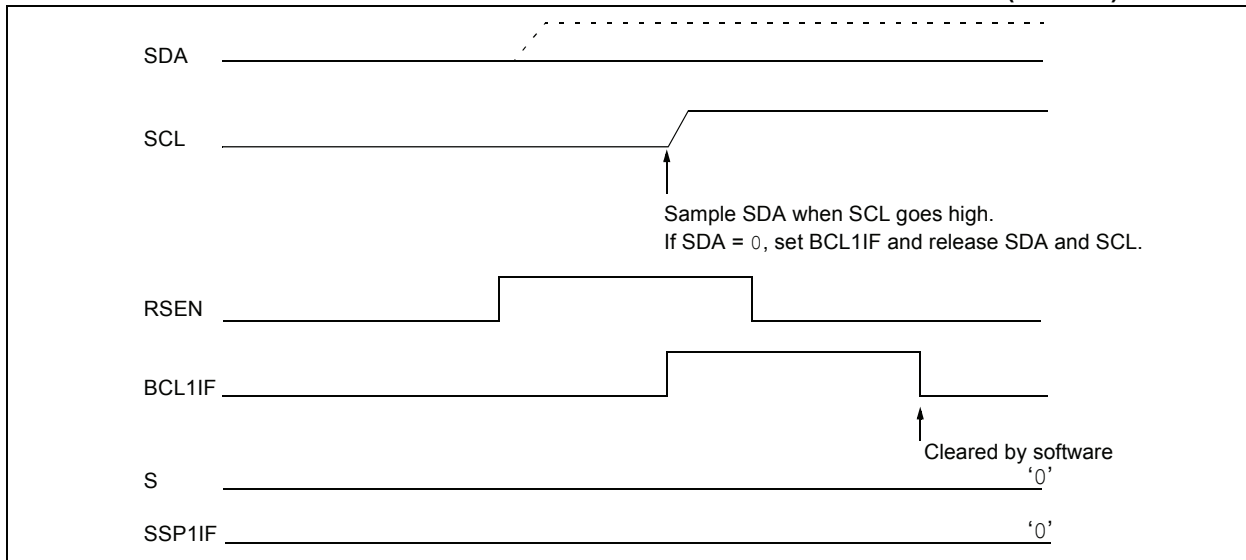 SDA
SCL
Sample SDA when SCL goes high.
If SDA = 0, set BCL1IF and release SDA and SCL.
RSEN
BCL1IF
Cleared by software
S
‘0’
SSP1IF
‘0’